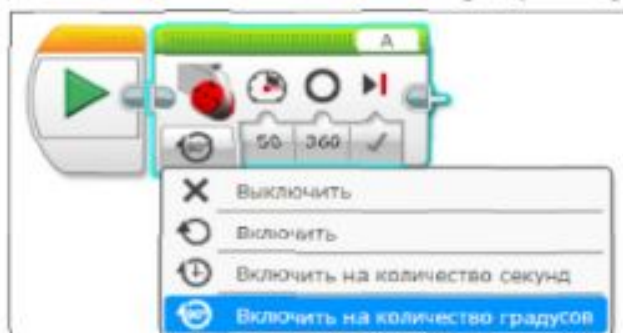 A
50 360
Выключить
Включить
Включить на количество секунд
Включить на количество градусов